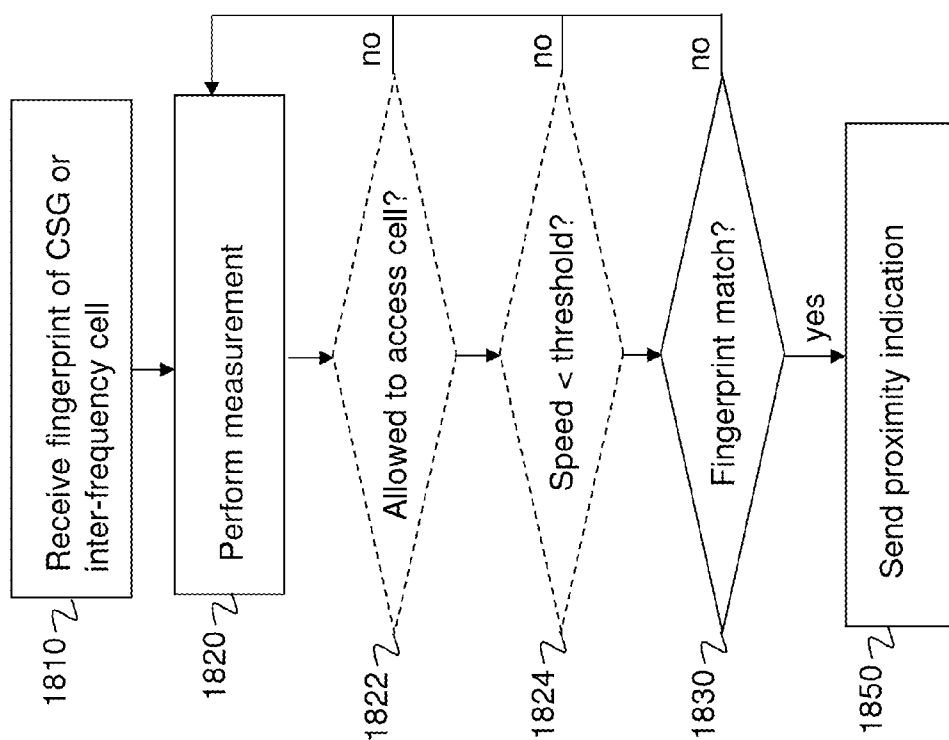 1810
Receive fingerprint of CSG or
inter-frequency cell
1820
Perform measurement
1822
Allowed to access cell?
no
1824
Speed < threshold?
no
1830
Fingerprint match?
no
yes
1850
Send proximity indication